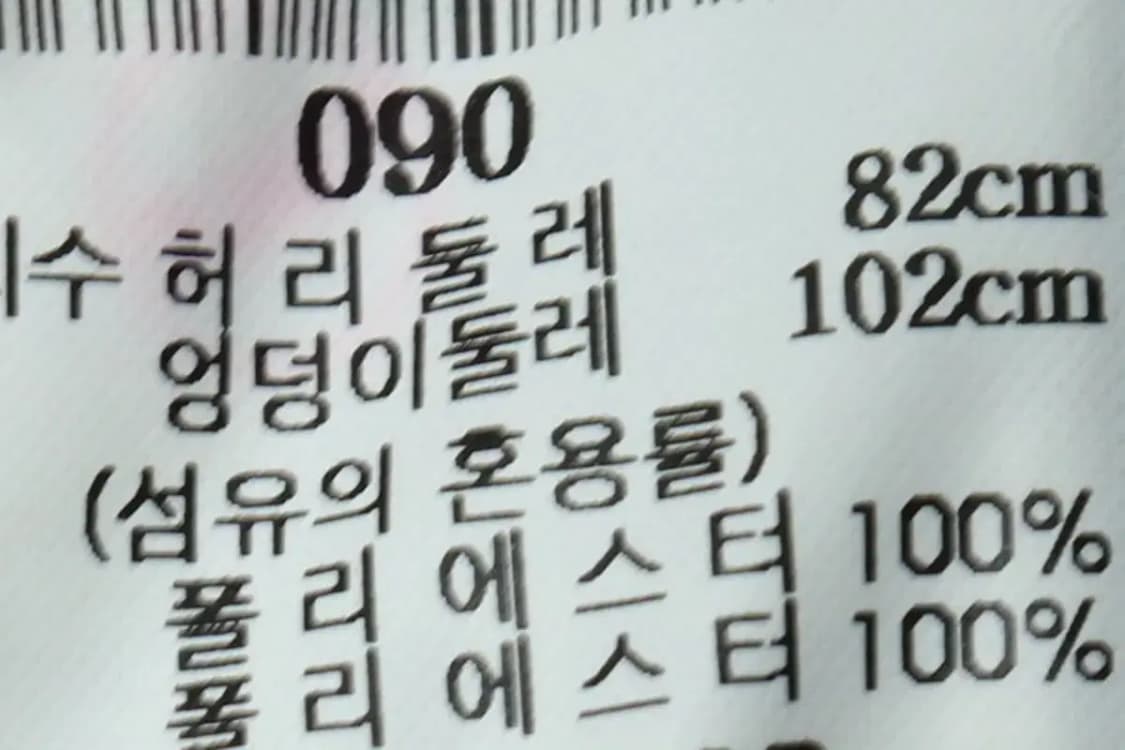 090
치수 허리둘레 82cm
엉덩이둘레 102cm
(섬유의 혼용률)
폴리에스터 100%
폴리에스터 100%